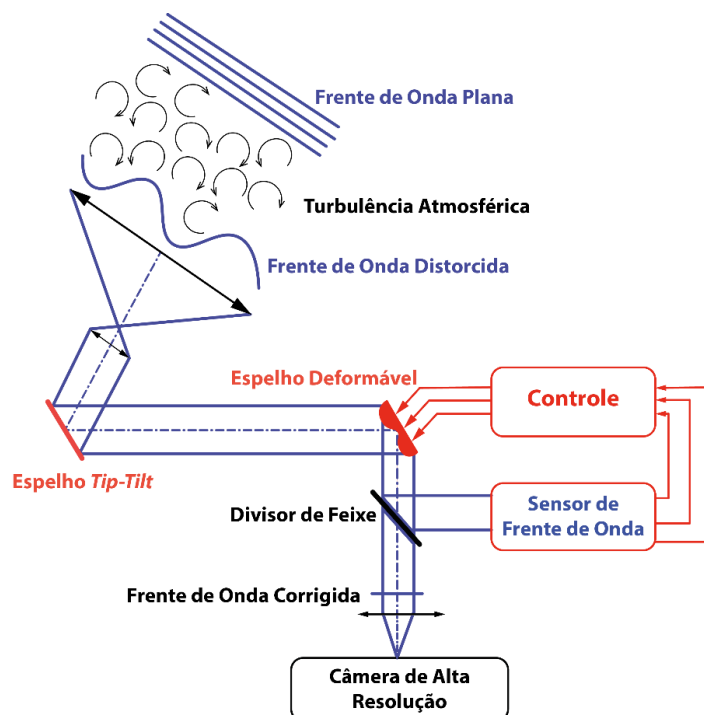 Frente de Onda Plana
Turbulência Atmosférica
Frente de Onda Distorcida
Espelho Deformável
Controle
Espelho Tip-Tilt
Divisor de Feixe
Sensor de
Frente de Onda
Frente de Onda Corrigida
Câmera de Alta
Resolução